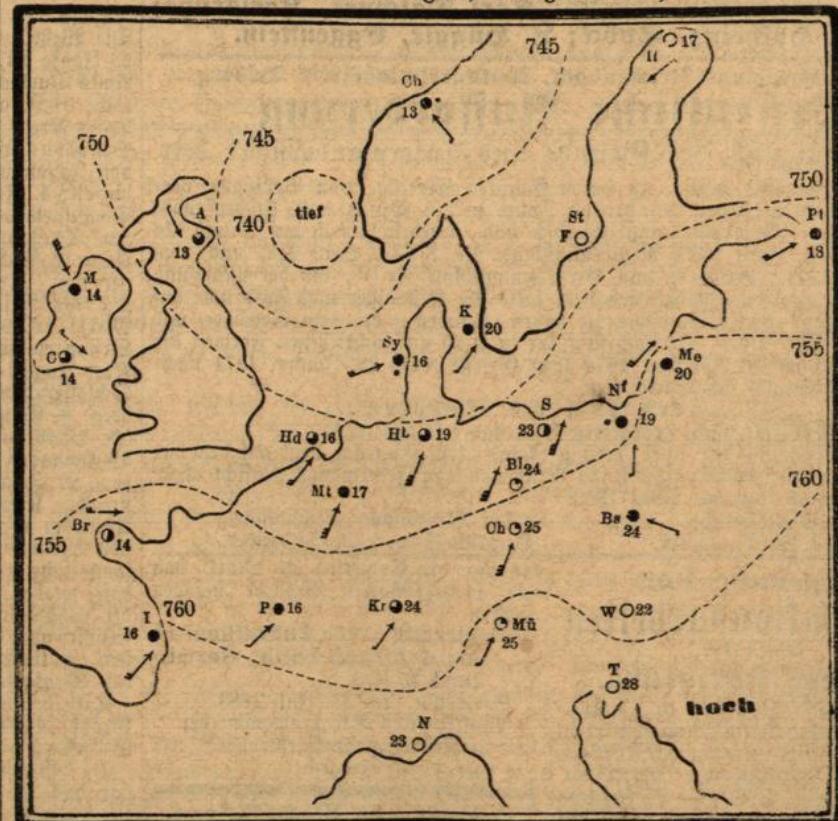 745
Ch
13
17
745
750
750
A
13
740
tief
St
F
Pt
18
M
14
K
20
C
14
Sy
16
755
Me
20
Nf
19
S
23
Hd 16
Hb 19
Bl 24
760
Mt 17
Ch 25
Bs
24
755
Br
14
760
P 16
Kr 24
W 22
I
16
Mü
25
T
28
hoch
N
23